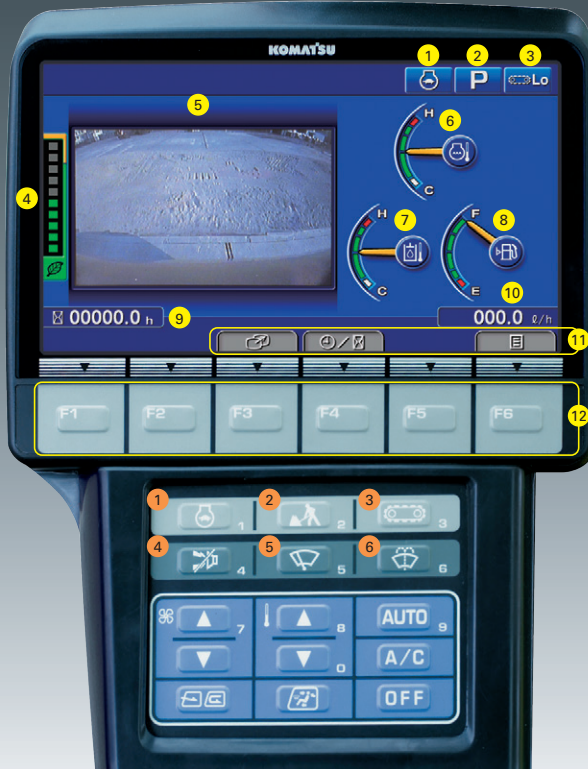 KOMATSU
1 2 3
P Lo
5
H 6
4
C
H 7 F 8
C E
10
00000.0 h 9 000.0 ℓ/h
11
F1 F2 F3 F4 F5 F6 12
1 2 3
1 2 3
4 5 6
4 5 6
7 8 AUTO 9
0 A/C
OFF